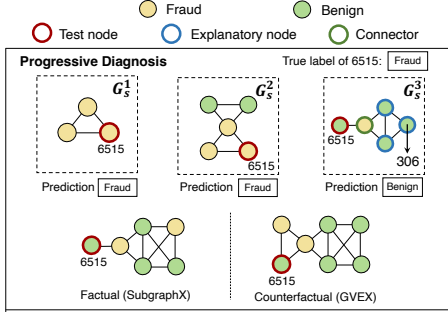 Fraud Benign
Test node Explanatory node Connector
Progressive Diagnosis True label of 6515: Fraud
G_s^1 G_s^2 G_s^3
6515 6515 6515 306
Prediction Fraud Prediction Fraud Prediction Benign
6515 6515
Factual (SubgraphX) Counterfactual (GVEX)